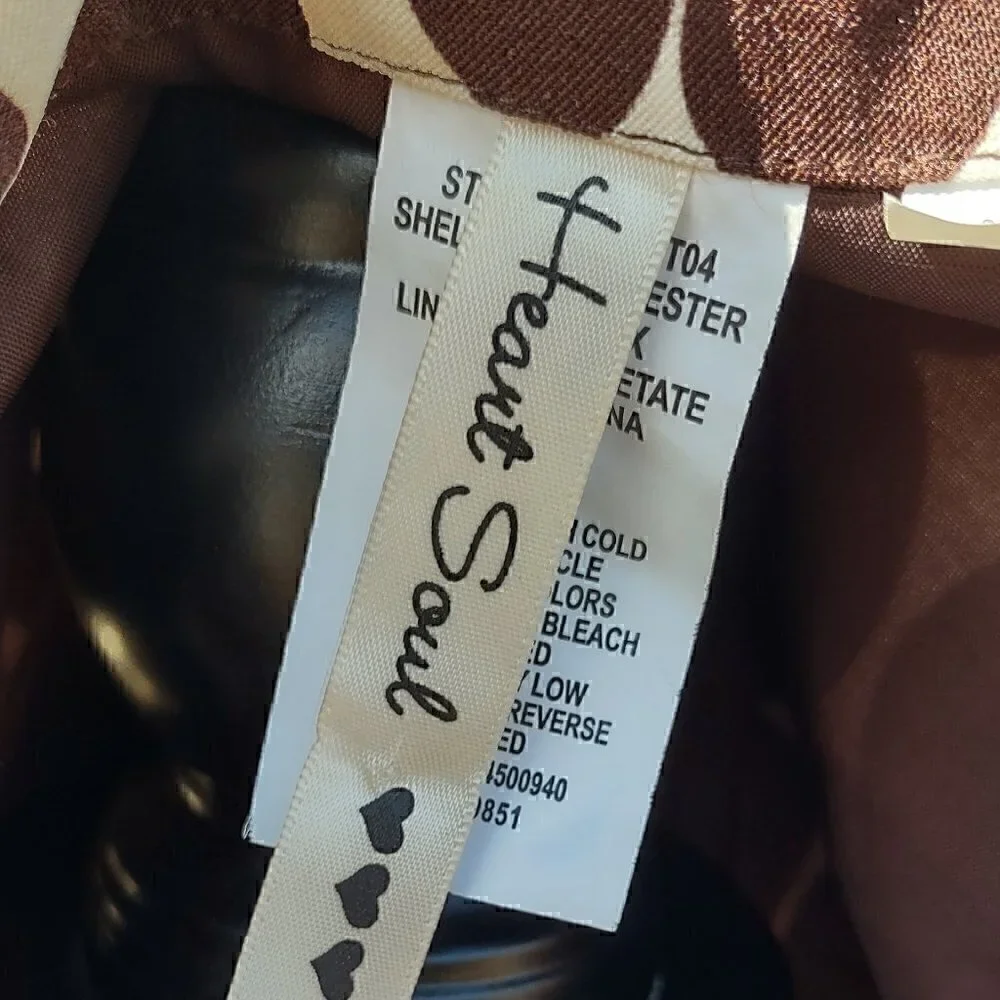 Heart Soul
ST T04
SHEL ESTER
K
LIN ETATE
NA
COLD
CLE
LORS
BLEACH
ED
Y LOW
REVERSE
ED
4500940
0851